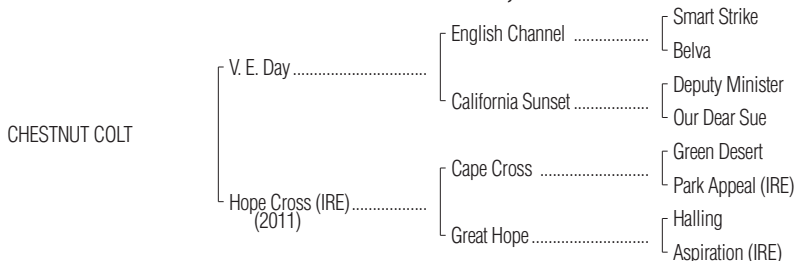 Smart Strike
English Channel ..................
Belva
V. E. Day ................................
Deputy Minister
California Sunset ..................
Our Dear Sue
CHESTNUT COLT
Green Desert
Cape Cross ..........................
Park Appeal (IRE)
Hope Cross (IRE) ..................
(2011)
Halling
Great Hope ............................
Aspiration (IRE)